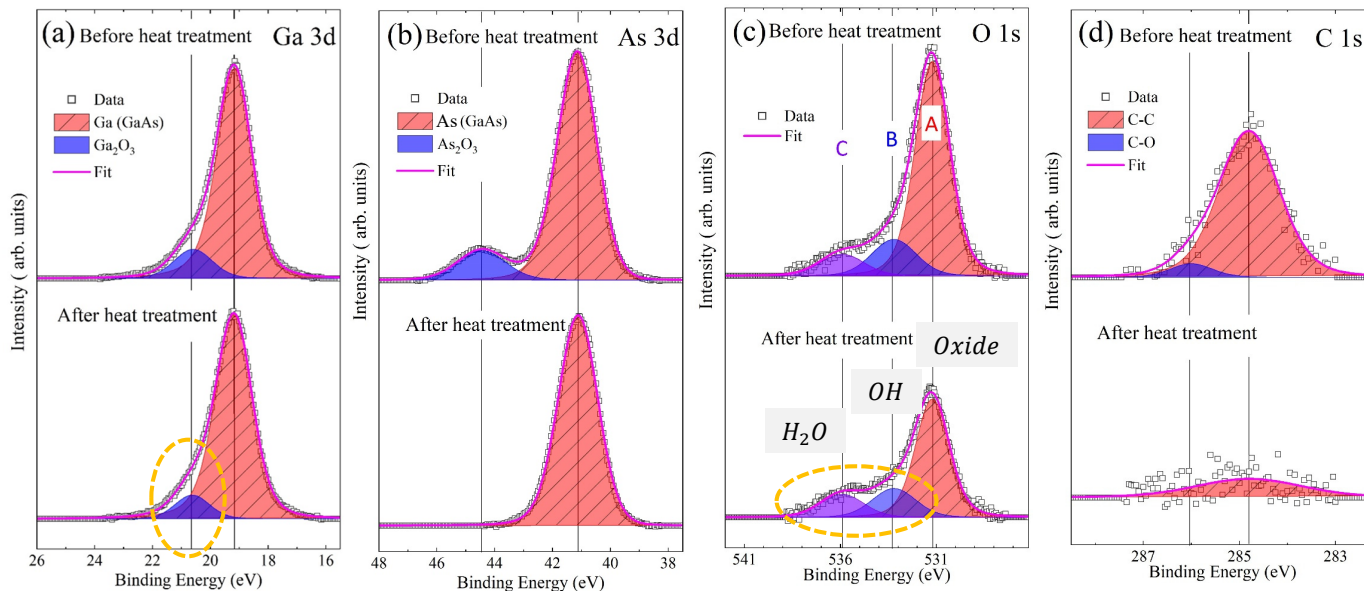 (a) Before heat treatment Ga 3d
Data
Ga (GaAs)
Ga₂O₃
Fit
After heat treatment
Intensity ( arb. units)
26 24 22 20 18 16
Binding Energy (eV)
(b) As 3d
Before heat treatment
Data
As (GaAs)
As₂O₃
Fit
After heat treatment
Intensity ( arb. units)
48 46 44 42 40 38
Binding Energy (eV)
(c) O 1s
Before heat treatment
Data
Fit
C B A
After heat treatment
Oxide
OH
H₂O
Intensity ( arb. units)
541 536 531
Binding Energy (eV)
(d) Before heat treatment C 1s
Data
C-C
C-O
Fit
After heat treatment
Intensity ( arb. units)
287 285 283
Binding Energy (eV)